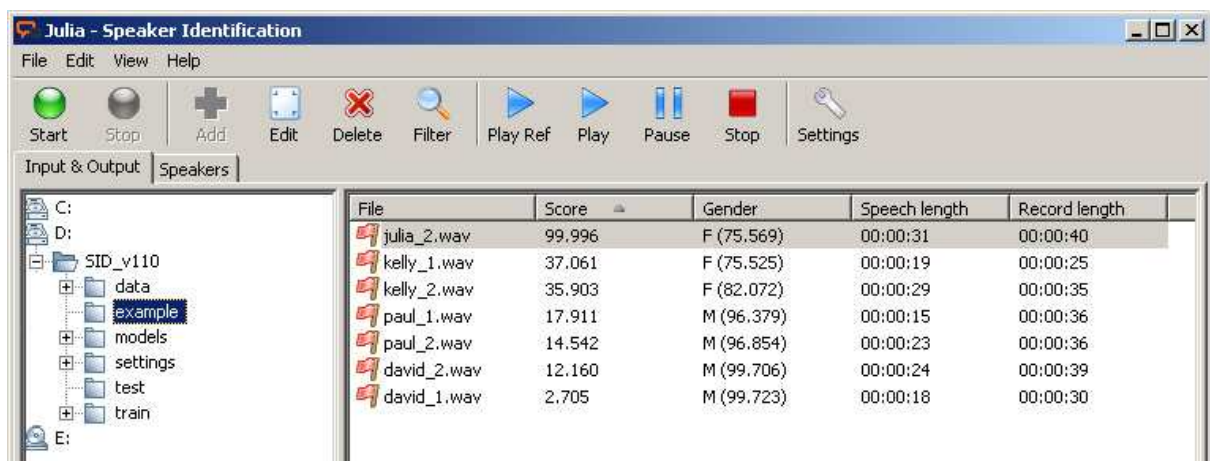 Julia - Speaker Identification
File Edit View Help
Start Stop Add Edit Delete Filter Play Ref Play Pause Stop Settings
Input & Output Speakers
C:
D:
SID_v110
data
example
models
settings
test
train
E:
File Score Gender Speech length Record length
julia_2.wav 99.996 F (75.569) 00:00:31 00:00:40
kelly_1.wav 37.061 F (75.525) 00:00:19 00:00:25
kelly_2.wav 35.903 F (82.072) 00:00:29 00:00:35
paul_1.wav 17.911 M (96.379) 00:00:15 00:00:36
paul_2.wav 14.542 M (96.854) 00:00:23 00:00:36
david_2.wav 12.160 M (99.706) 00:00:24 00:00:39
david_1.wav 2.705 M (99.723) 00:00:18 00:00:30